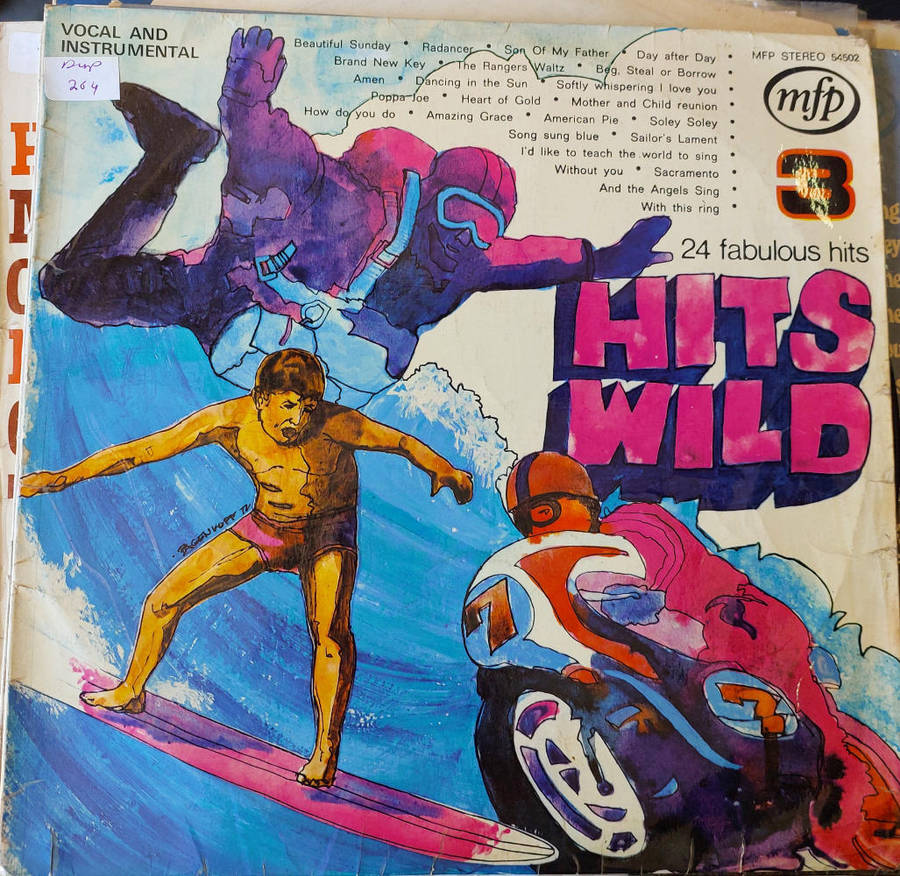 VOCAL AND
INSTRUMENTAL
Dup
264
Beautiful Sunday • Radancer • Son Of My Father • Day after Day •
Brand New Key • The Rangers Waltz • Beg, Steal or Borrow •
Amen • Dancing in the Sun • Softly whispering I love you •
Poppa Joe • Heart of Gold • Mother and Child reunion •
How do you do • Amazing Grace • American Pie • Soley Soley •
Song sung blue • Sailor's Lament •
I'd like to teach the world to sing •
Without you • Sacramento •
And the Angels Sing •
With this ring •
MFP STEREO 54502
mfp
3
24 fabulous hits
HITS
WILD
7
7